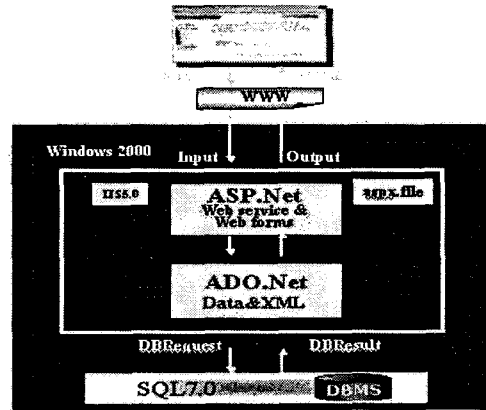 WWW
Windows 2000
Input
Output
IIS5.0
aspx.file
ASP.Net
Web service &
Web forms
ADO.Net
Data&XML
DBRequest
DBResult
SQL7.0
DBMS